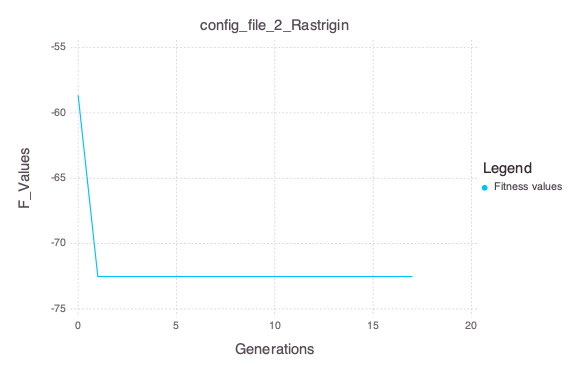 config_file_2_Rastrigin
-55
-60
-65
-70
-75
F_Values
0
5
10
15
20
Generations
Legend
Fitness values